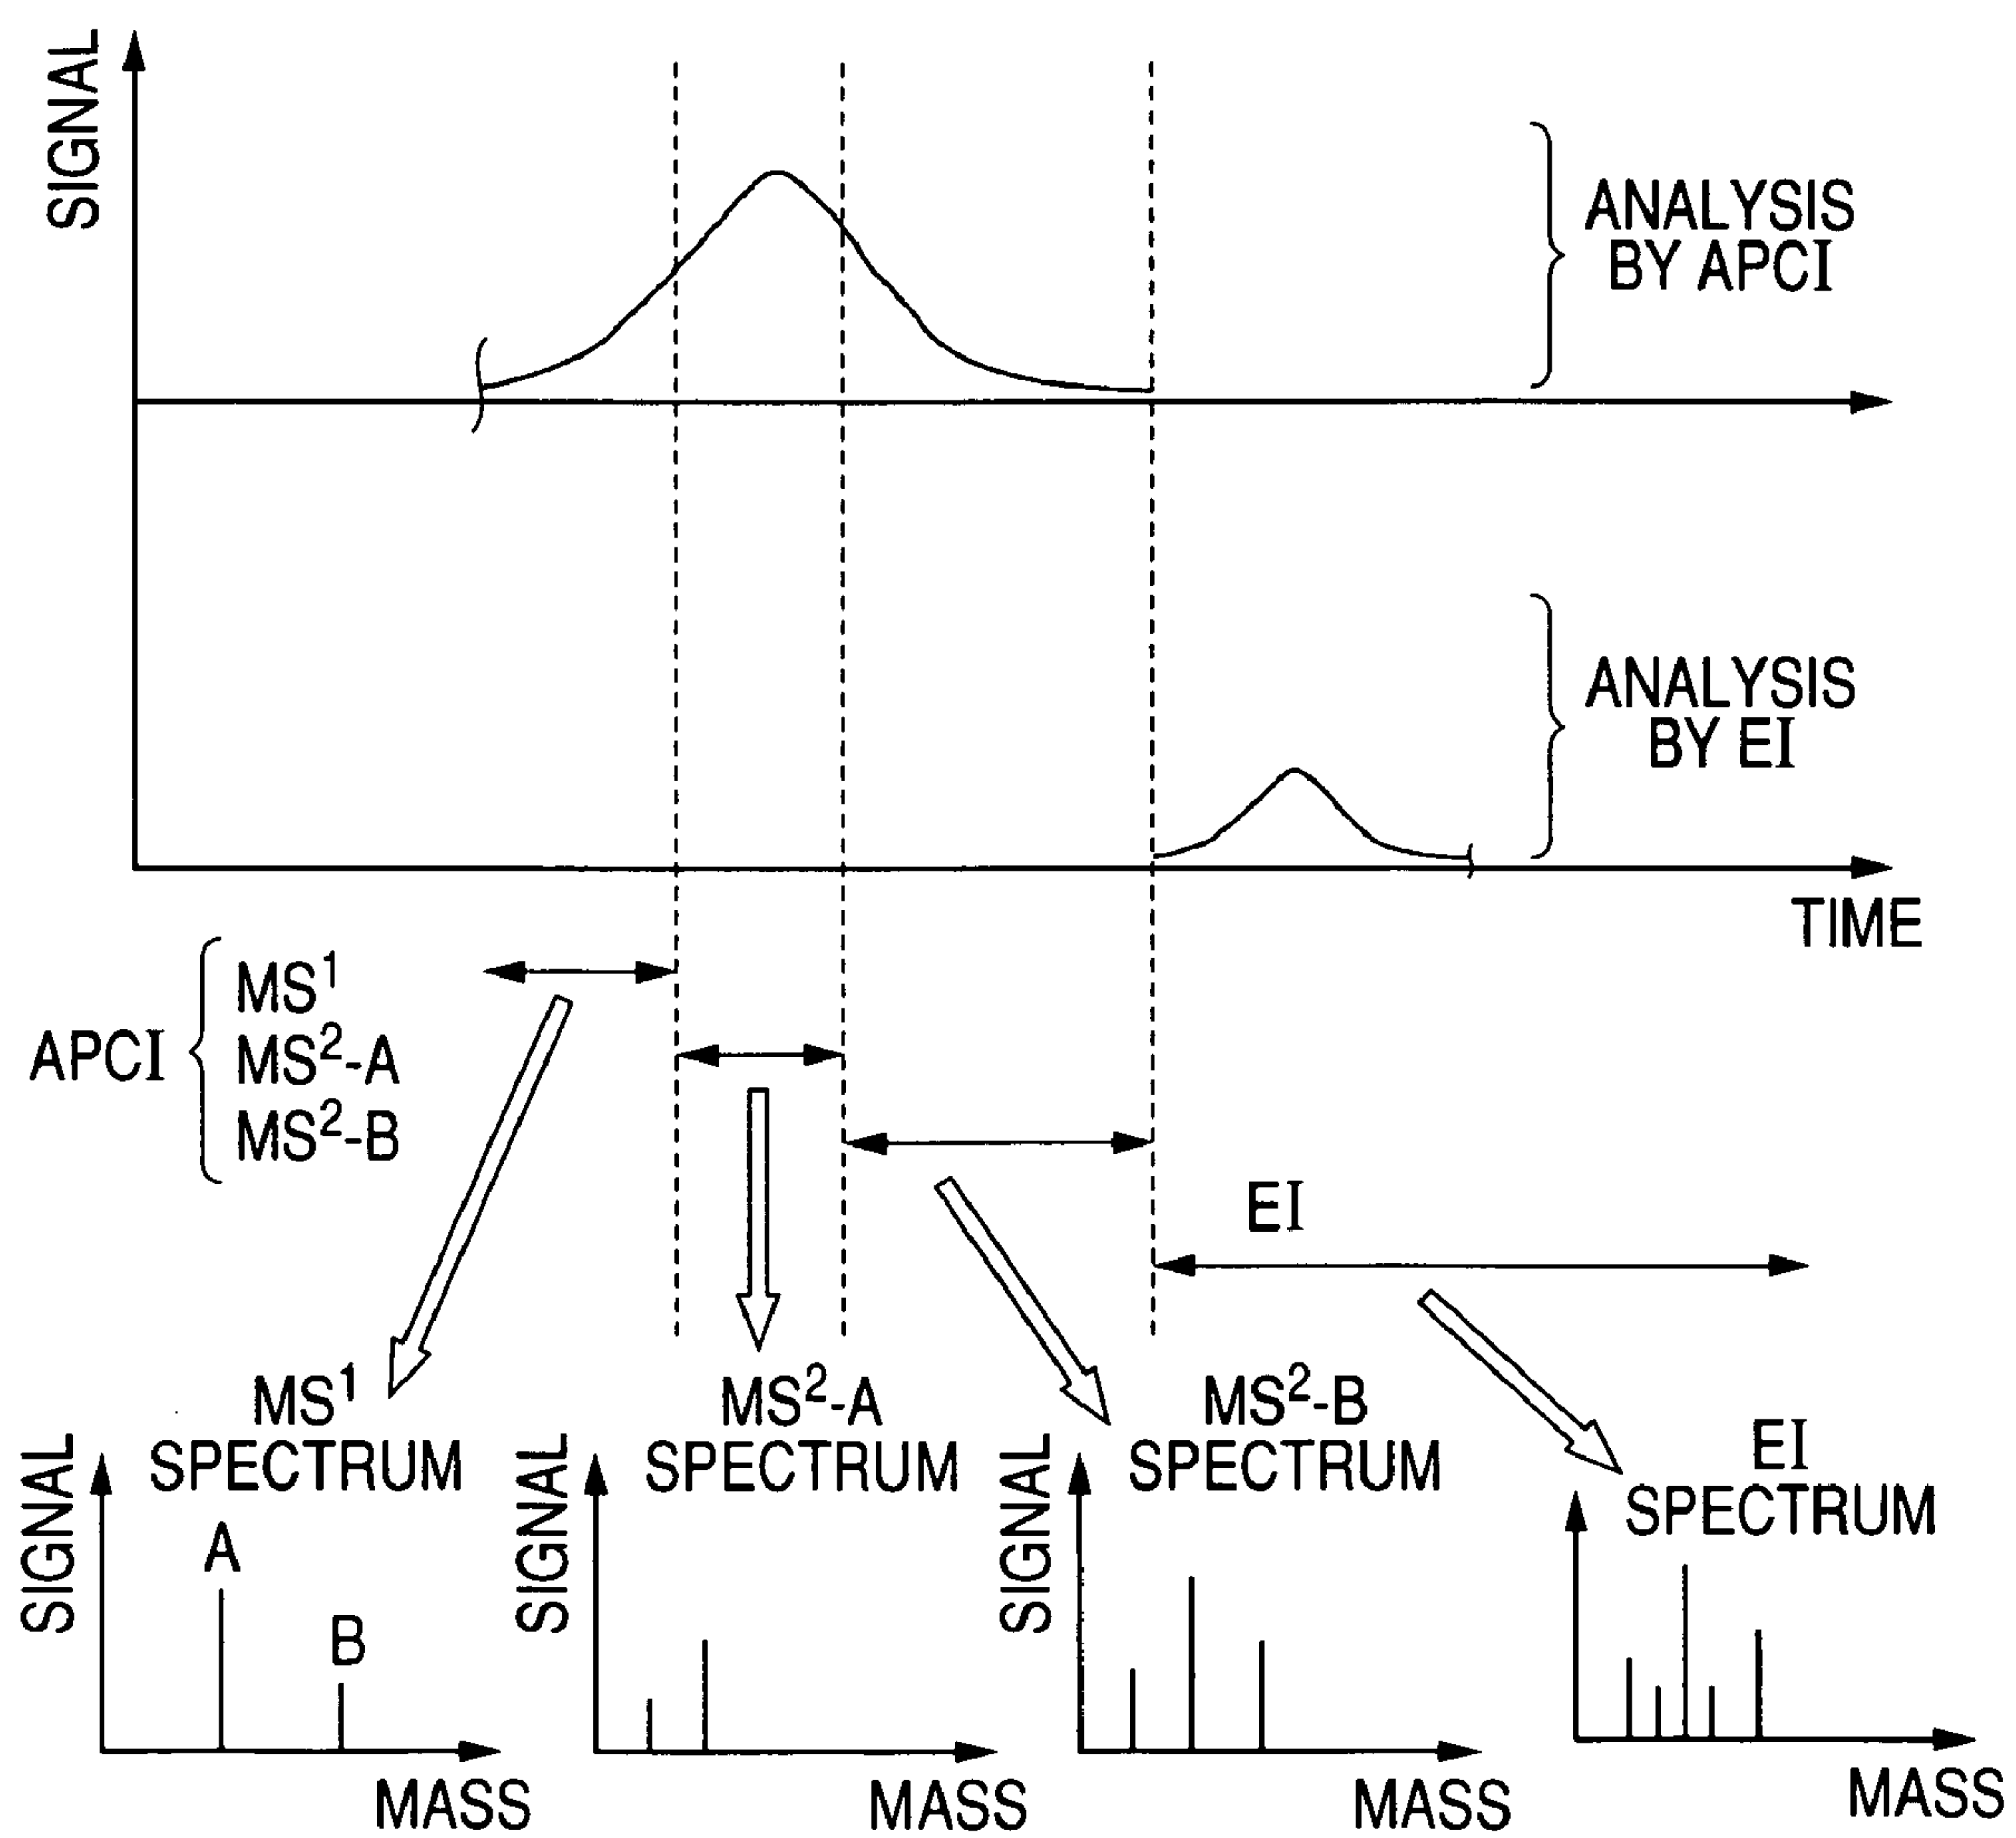 SIGNAL
ANALYSIS
BY APCI
ANALYSIS
BY EI
TIME
APCI
MS¹
MS²-A
MS²-B
EI
MS¹
SPECTRUM
SIGNAL
A
B
MASS
MS²-A
SPECTRUM
SIGNAL
MASS
MS²-B
SPECTRUM
SIGNAL
MASS
EI
SPECTRUM
MASS